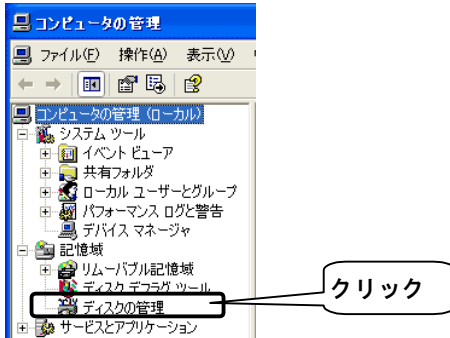 コンピュータの管理
ファイル(F) 操作(A) 表示(V)
コンピュータの管理 (ローカル)
システム ツール
イベント ビューア
共有フォルダ
ローカル ユーザーとグループ
パフォーマンス ログと警告
デバイス マネージャ
記憶域
リムーバブル記憶域
ディスク デフラグ ツール
ディスクの管理
クリック
サービスとアプリケーション